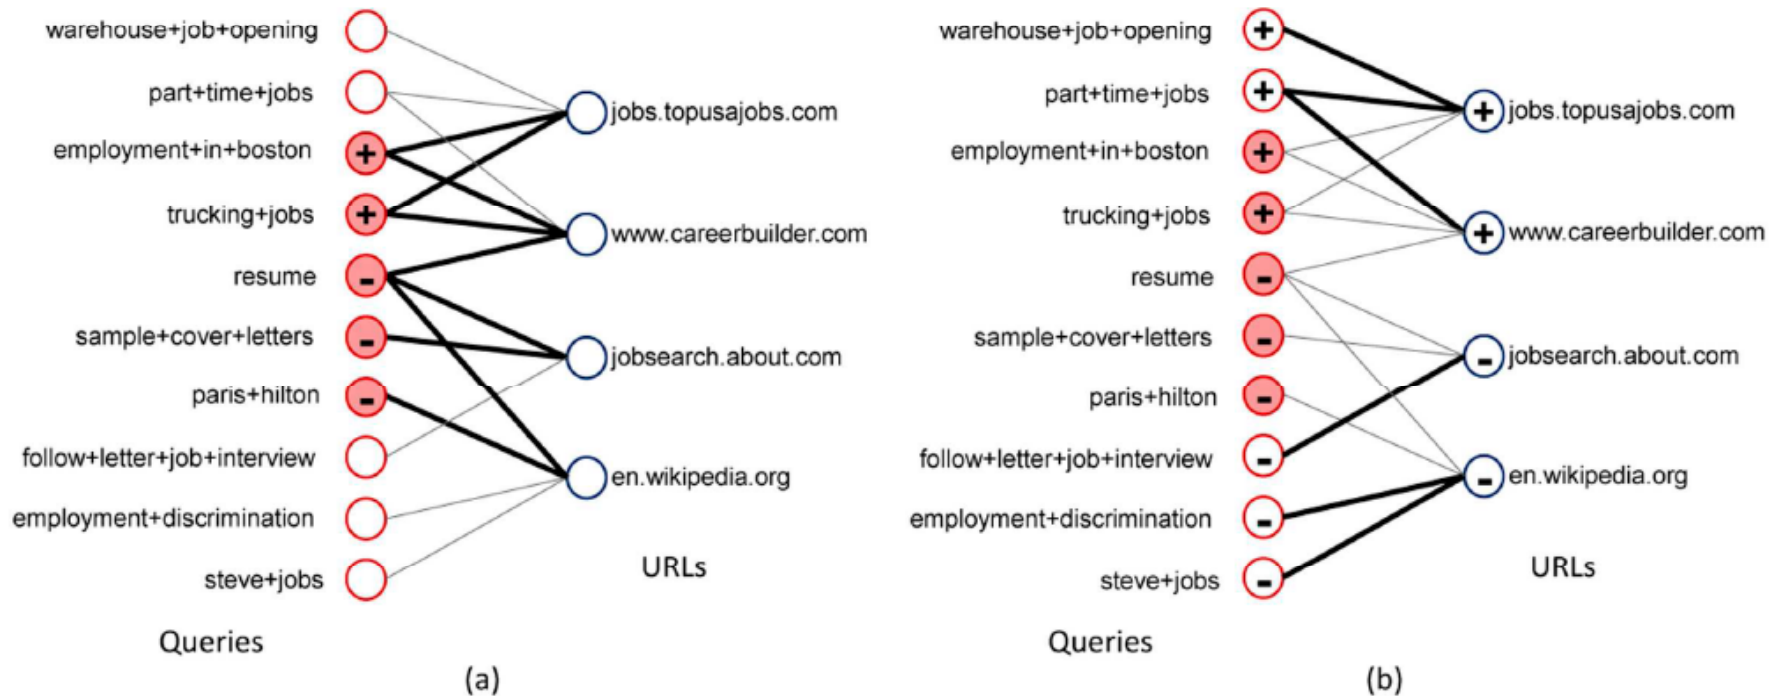 warehouse+job+opening
part+time+jobs
employment+in+boston
trucking+jobs
resume
sample+cover+letters
paris+hilton
follow+letter+job+interview
employment+discrimination
steve+jobs
Queries
+
+
-
-
-
jobs.topusajobs.com
www.careerbuilder.com
jobsearch.about.com
en.wikipedia.org
URLs
(a)
warehouse+job+opening
part+time+jobs
employment+in+boston
trucking+jobs
resume
sample+cover+letters
paris+hilton
follow+letter+job+interview
employment+discrimination
steve+jobs
Queries
+
+
+
+
-
-
-
-
-
-
+
+
-
-
jobs.topusajobs.com
www.careerbuilder.com
jobsearch.about.com
en.wikipedia.org
URLs
(b)